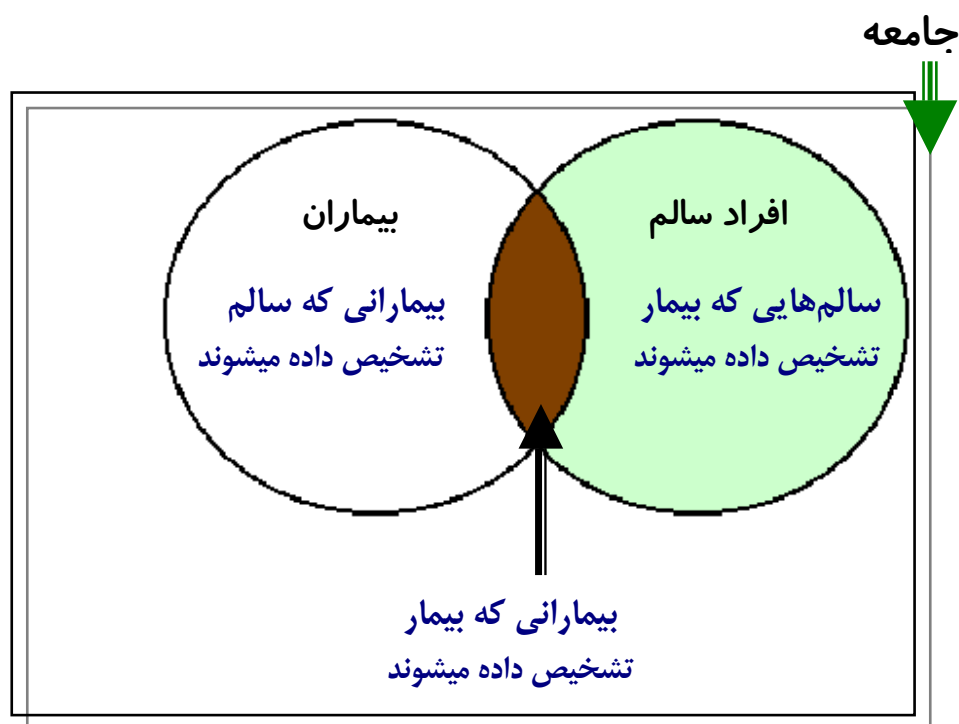 جامعه
افراد سالم
بیماران
سالم‌هایی که بیمار
تشخیص داده میشوند
بیمارانی که سالم
تشخیص داده میشوند
بیمارانی که بیمار
تشخیص داده میشوند